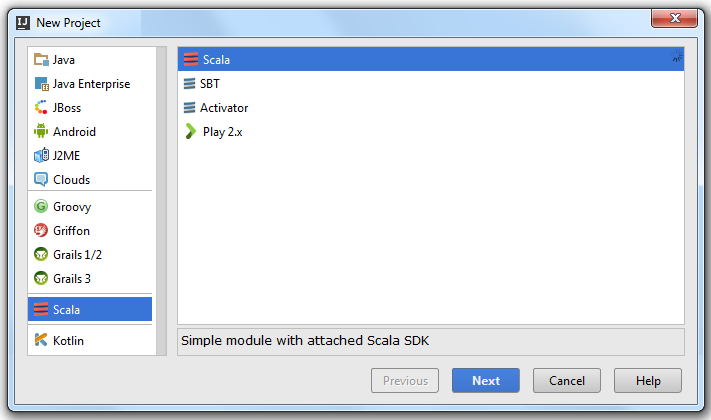 IJ New Project
Java
Java Enterprise
JBoss
Android
J2ME
Clouds
Groovy
Griffon
Grails 1/2
Grails 3
Scala
Kotlin
Scala
SBT
Activator
Play 2.x
Simple module with attached Scala SDK
Previous
Next
Cancel
Help